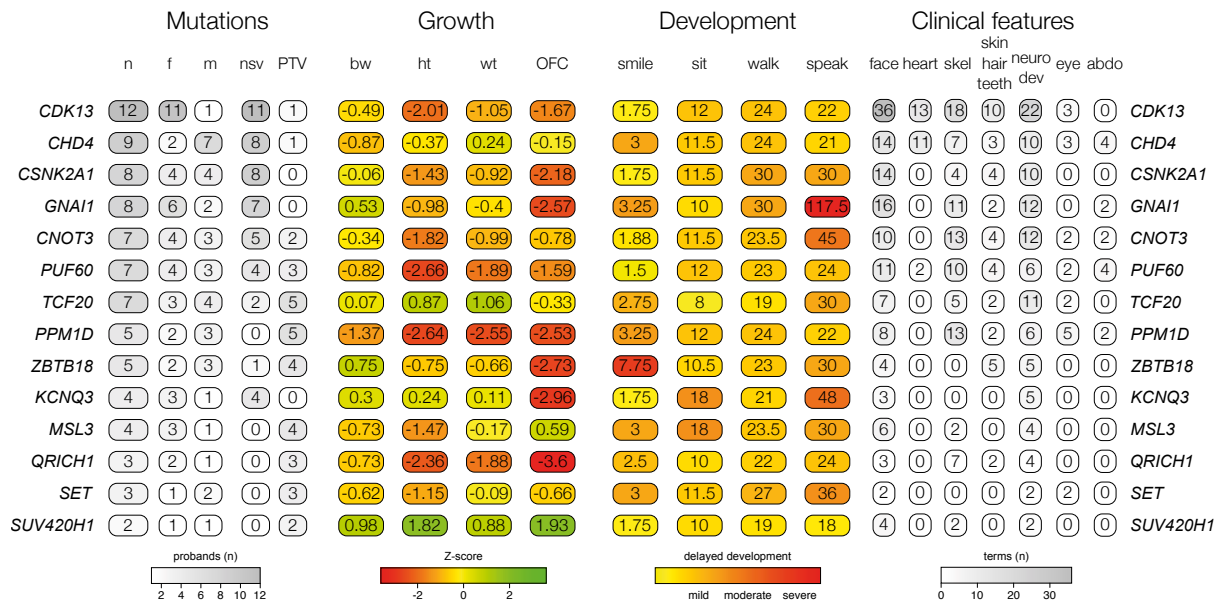 Mutations Growth Development Clinical features
n f m nsv PTV bw ht wt OFC smile sit walk speak face heart skel skin hair teeth neuro dev eye abdo
CDK13 12 11 1 11 1 -0.49 -2.01 -1.05 -1.67 1.75 12 24 22 36 13 18 10 22 3 0 CDK13
CHD4 9 2 7 8 1 -0.87 -0.37 0.24 -0.15 3 11.5 24 21 14 11 7 3 10 3 4 CHD4
CSNK2A1 8 4 4 8 0 -0.06 -1.43 -0.92 -2.18 1.75 11.5 30 30 14 0 4 4 10 0 0 CSNK2A1
GNAI1 8 6 2 7 0 0.53 -0.98 -0.4 -2.57 3.25 10 30 117.5 16 0 11 2 12 0 2 GNAI1
CNOT3 7 4 3 5 2 -0.34 -1.82 -0.99 -0.78 1.88 11.5 23.5 45 10 0 13 4 12 2 2 CNOT3
PUF60 7 4 3 4 3 -0.82 -2.66 -1.89 -1.59 1.5 12 23 24 11 2 10 4 6 2 4 PUF60
TCF20 7 3 4 2 5 0.07 0.87 1.06 -0.33 2.75 8 19 30 7 0 5 2 11 2 0 TCF20
PPM1D 5 2 3 0 5 -1.37 -2.64 -2.55 -2.53 3.25 12 24 22 8 0 13 2 6 5 2 PPM1D
ZBTB18 5 2 3 1 4 0.75 -0.75 -0.66 -2.73 7.75 10.5 23 30 4 0 0 5 5 0 0 ZBTB18
KCNQ3 4 3 1 4 0 0.3 0.24 0.11 -2.96 1.75 18 21 48 3 0 0 0 5 0 0 KCNQ3
MSL3 4 3 1 0 4 -0.73 -1.47 -0.17 0.59 3 18 23.5 30 6 0 2 0 4 0 0 MSL3
QRICH1 3 2 1 0 3 -0.73 -2.36 -1.88 -3.6 2.5 10 22 24 3 0 7 2 4 0 0 QRICH1
SET 3 1 2 0 3 -0.62 -1.15 -0.09 -0.66 3 11.5 27 36 2 0 0 0 2 2 0 SET
SUV420H1 2 1 1 0 2 0.98 1.82 0.88 1.93 1.75 10 19 18 4 0 2 0 2 0 0 SUV420H1
probands (n) Z-score delayed development terms (n)
2 4 6 8 10 12 -2 0 2 mild moderate severe 0 10 20 30